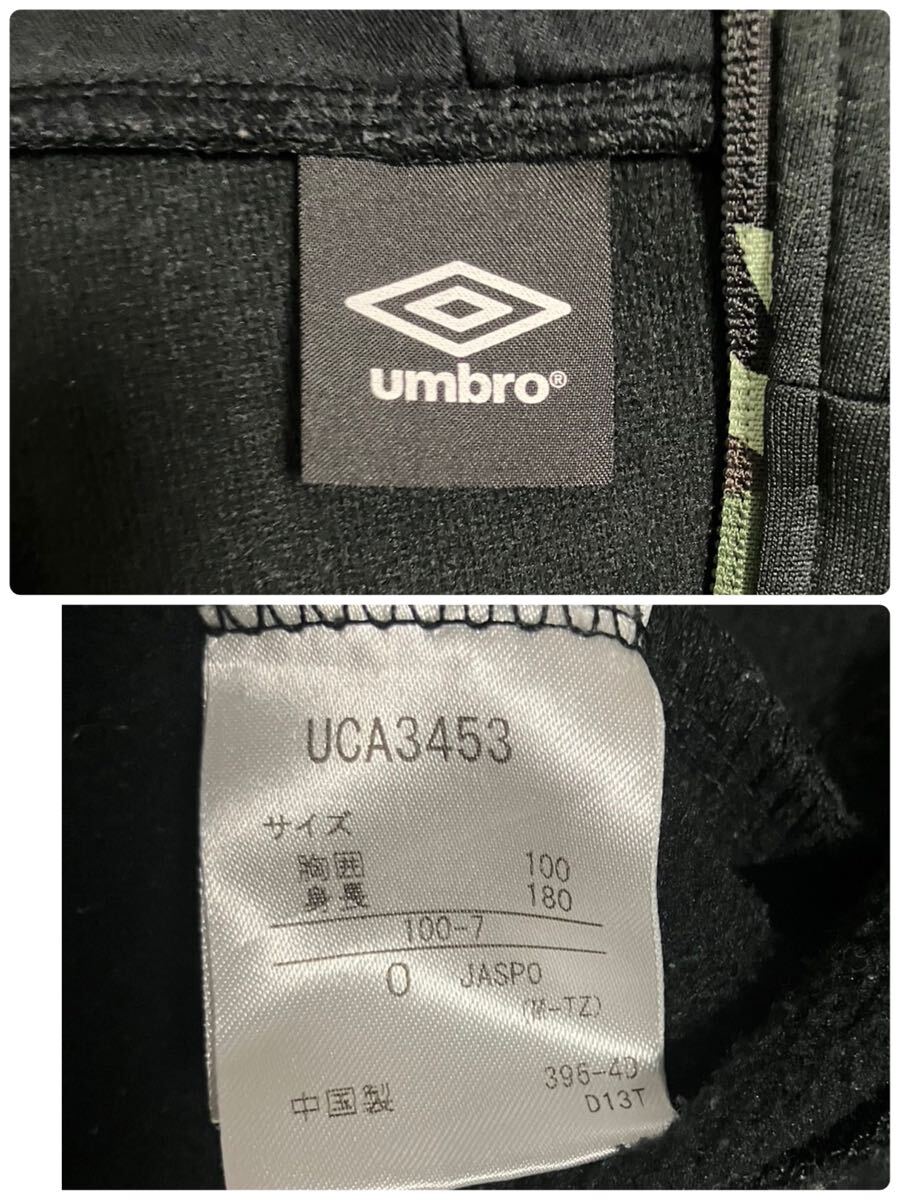 umbro®
UCA3453
サイズ
胸囲 100
身長 180
100-7
O JASPO
(M-TZ)
396-4D
中国製 D13T